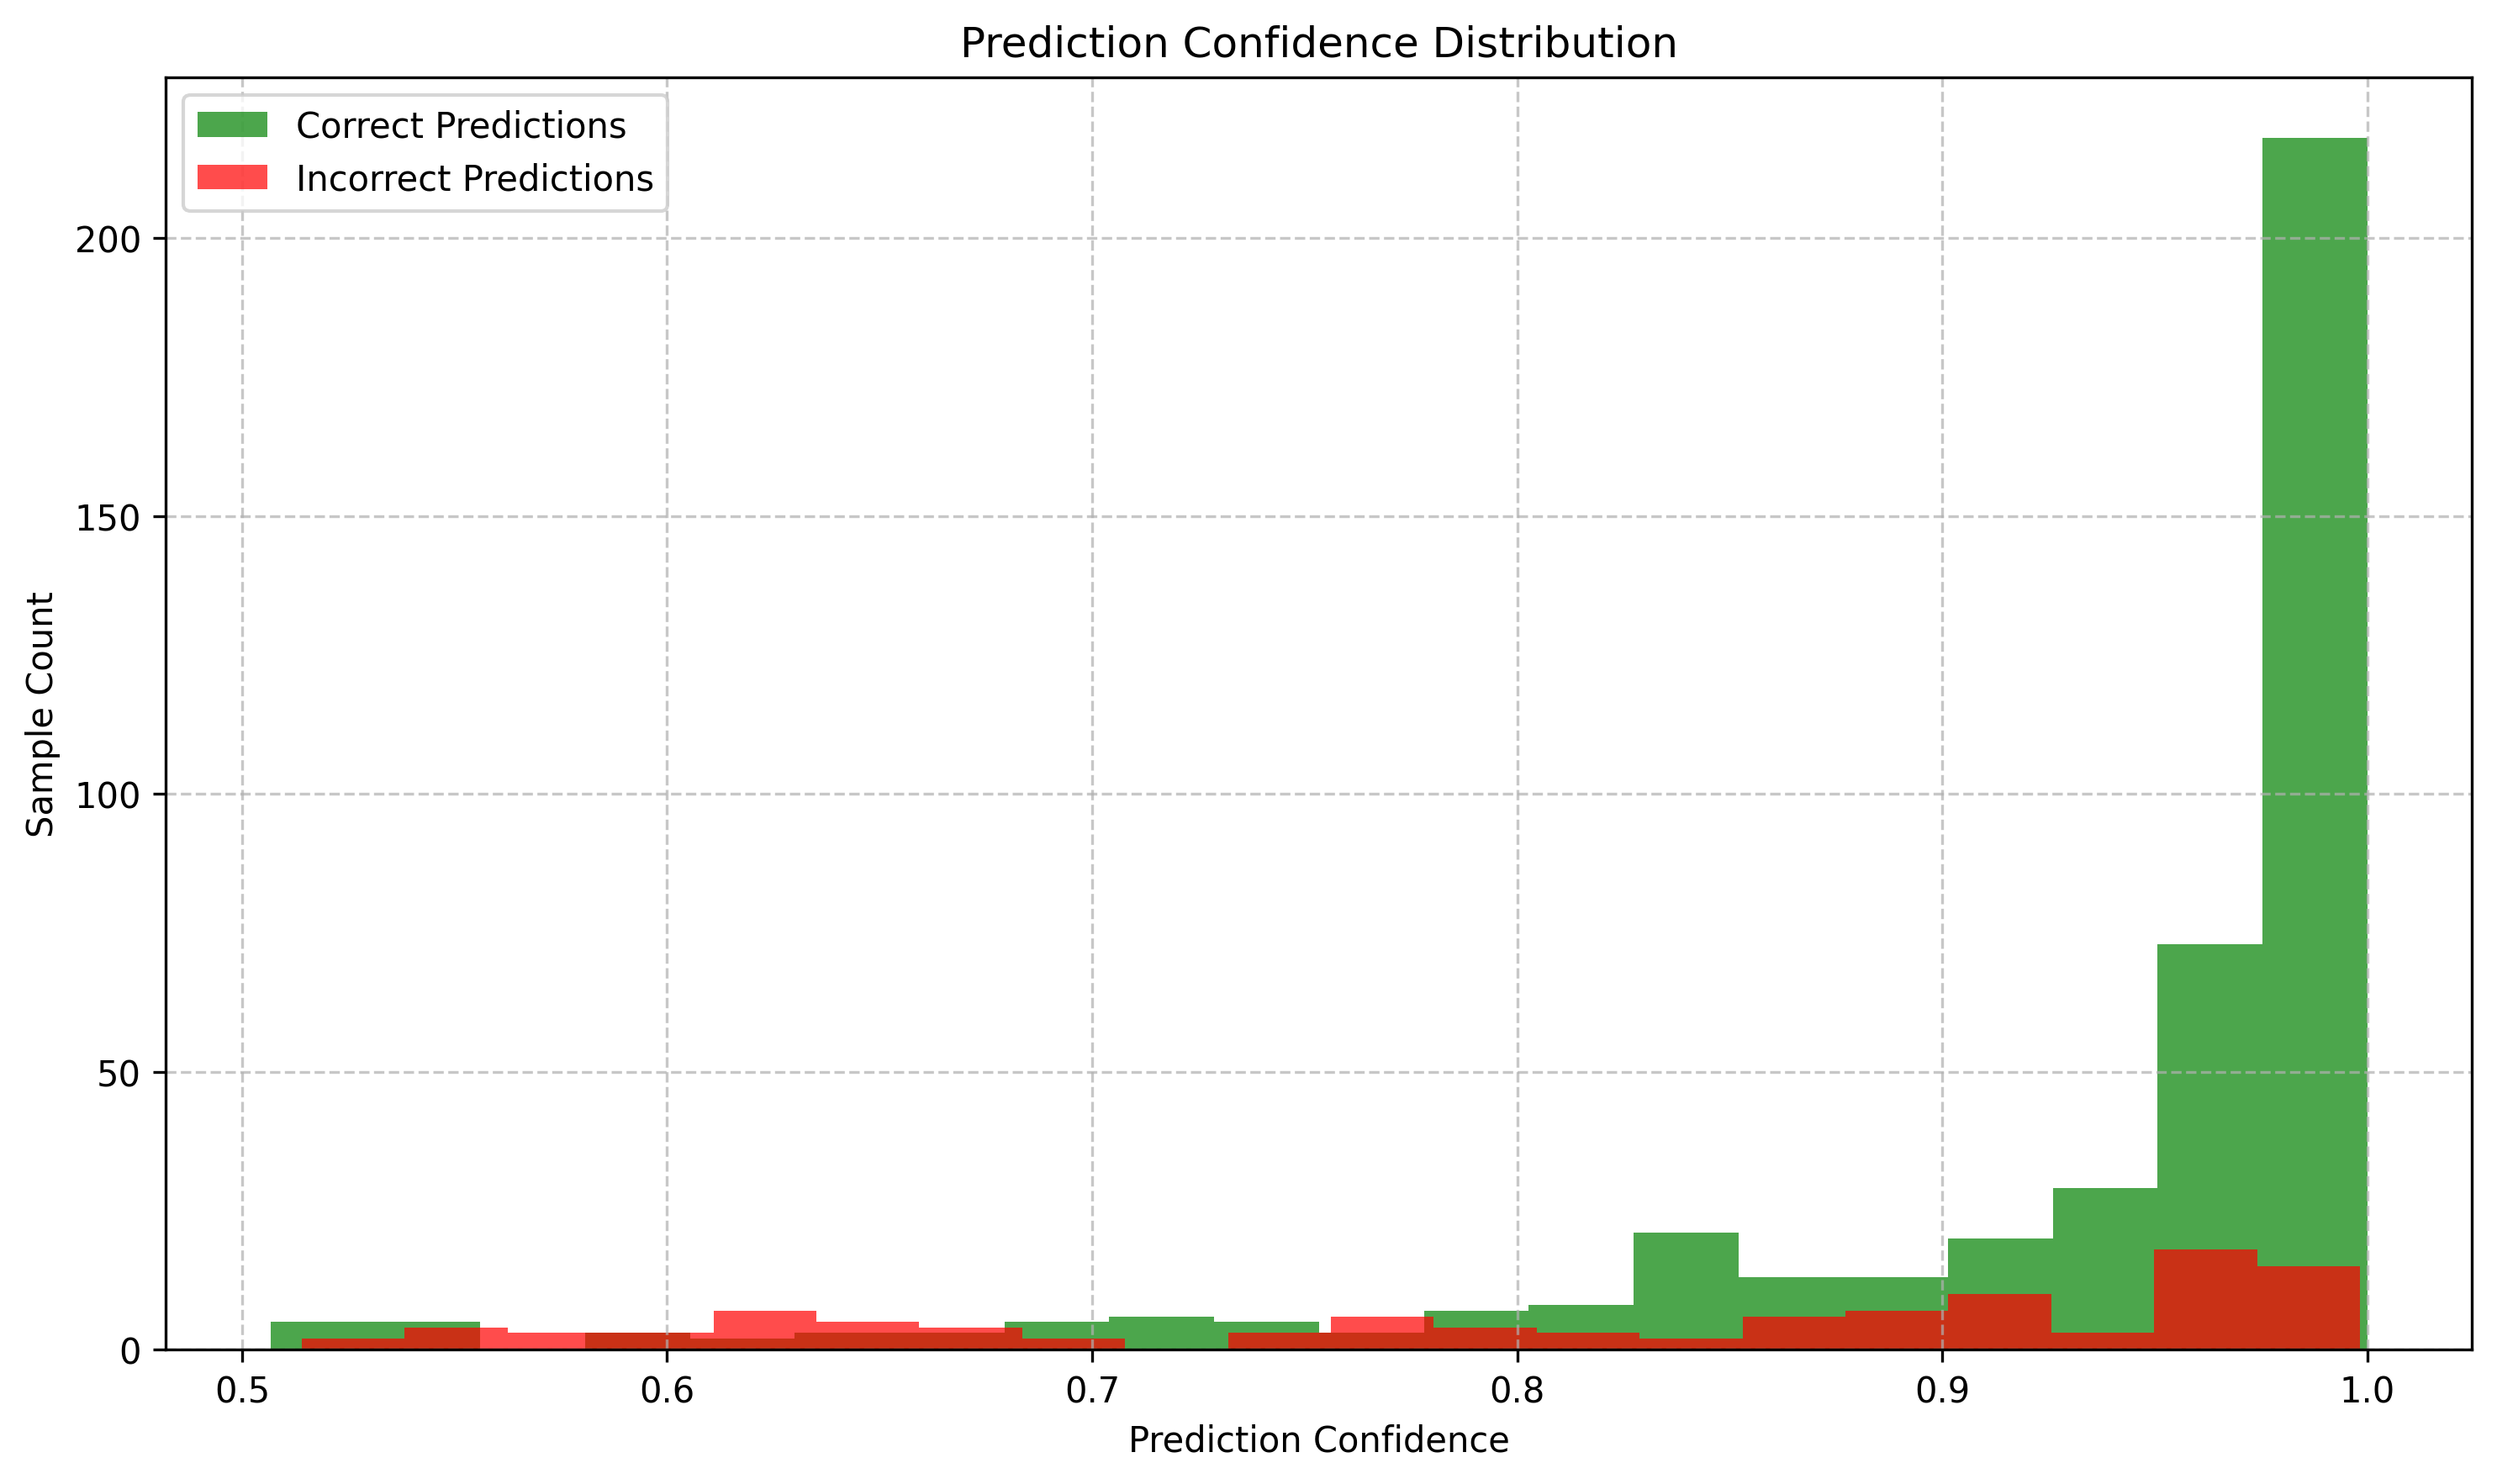 Prediction Confidence Distribution
Correct Predictions
Incorrect Predictions
200
150
100
50
0
Sample Count
0.5 0.6 0.7 0.8 0.9 1.0
Prediction Confidence